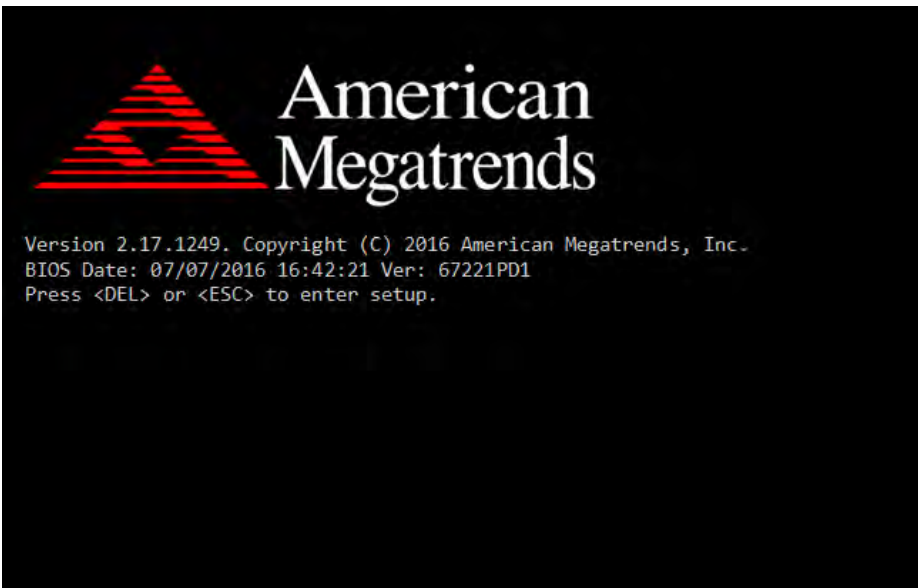 American
Megatrends
Version 2.17.1249. Copyright (C) 2016 American Megatrends, Inc.
BIOS Date: 07/07/2016 16:42:21 Ver: 67221PD1
Press <DEL> or <ESC> to enter setup.